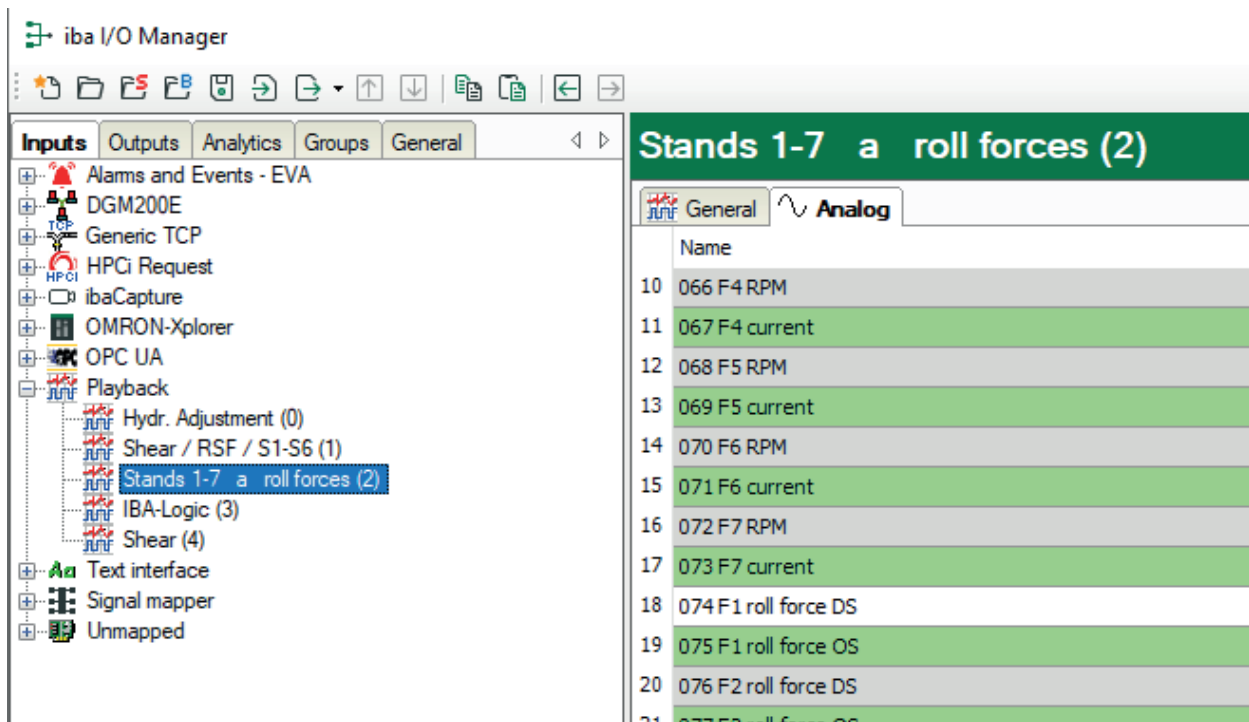 iba I/O Manager
Inputs Outputs Analytics Groups General
Alarms and Events - EVA
DGM200E
TCP
Generic TCP
HPCi
HPCi Request
ibaCapture
OMRON-Xplorer
OPC UA
Playback
Hydr. Adjustment (0)
Shear / RSF / S1-S6 (1)
Stands 1-7 a roll forces (2)
IBA-Logic (3)
Shear (4)
Text interface
Signal mapper
Unmapped
Stands 1-7 a roll forces (2)
General Analog
Name
10 066 F4 RPM
11 067 F4 current
12 068 F5 RPM
13 069 F5 current
14 070 F6 RPM
15 071 F6 current
16 072 F7 RPM
17 073 F7 current
18 074 F1 roll force DS
19 075 F1 roll force OS
20 076 F2 roll force DS